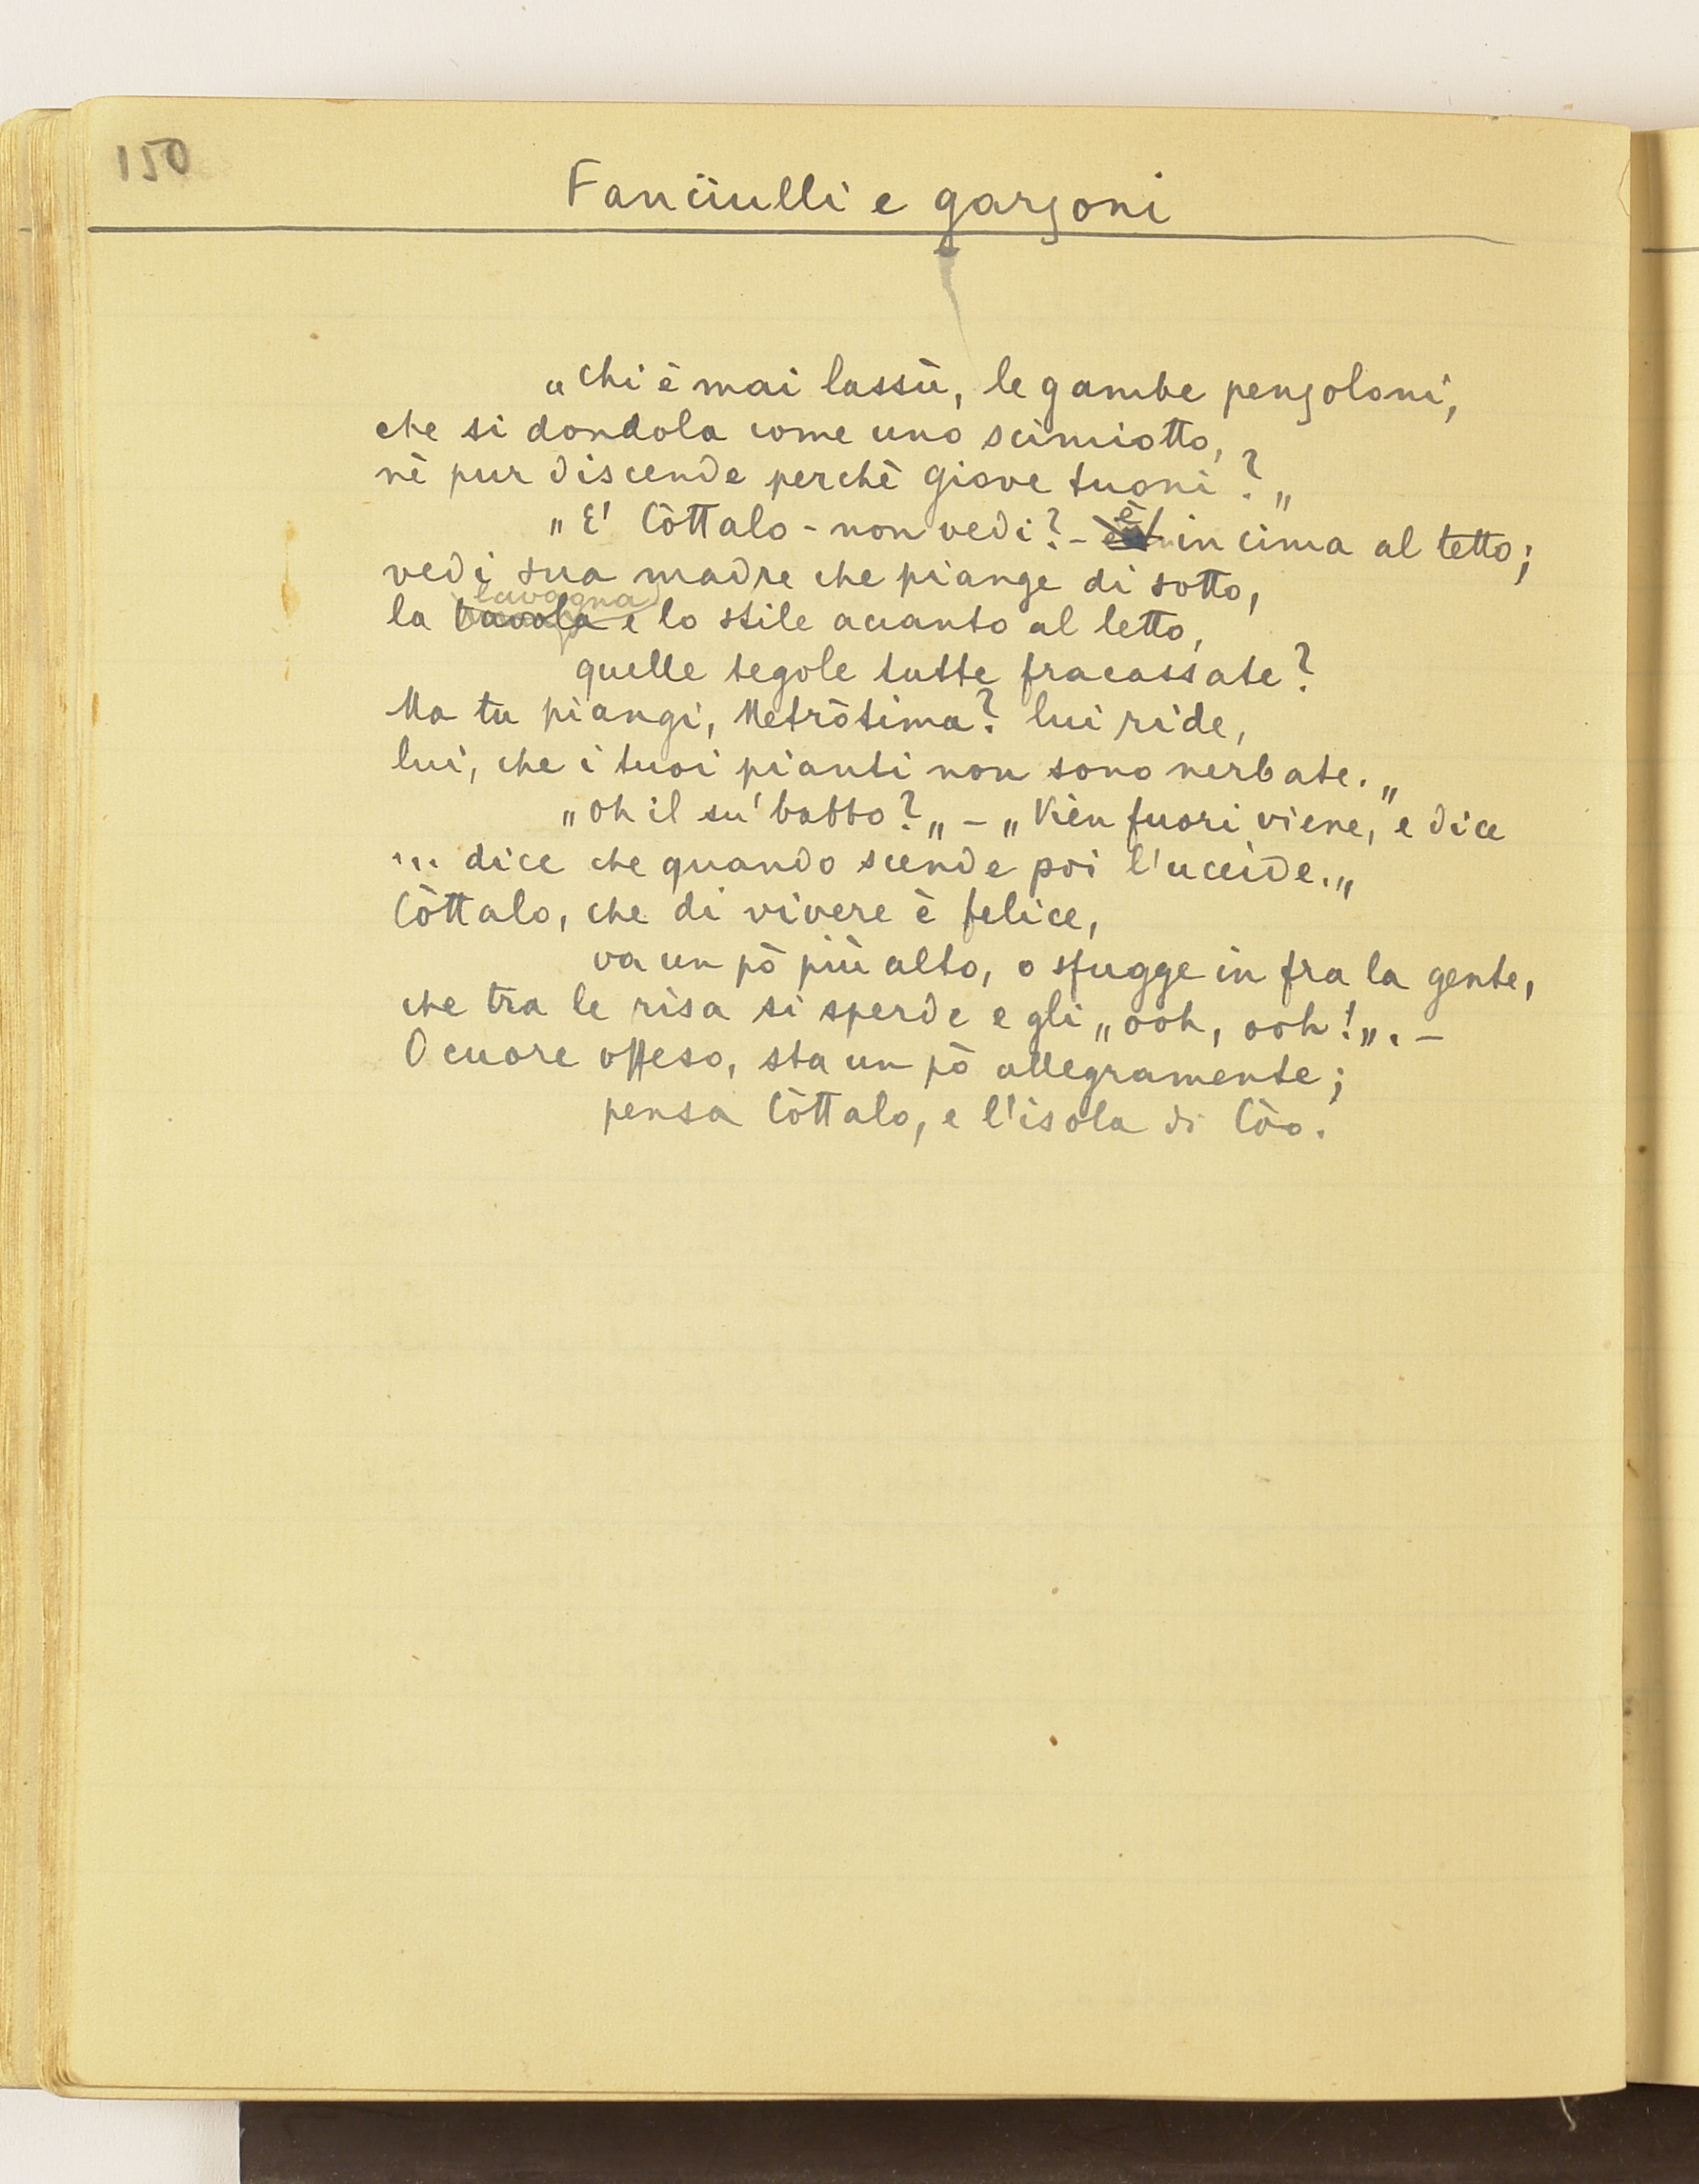 150
Fanciulli e garzoni
„Chi è mai lassù, le gambe penzoloni,
che si dondola come uno scimiotto,
nè pur discende perchè Giove tuoni?„
„E' Còttalo - non vedi? - è in cima al tetto;
vedi sua madre che piange di sotto,
lavagna
la tavola e lo stile accanto al letto,
quelle tegole tutte fracassate?
Ma tu piangi, Metròtima? lui ride,
lui, che i tuoi pianti non sono nerbate.„
„Oh il su' babbo?„ - „Vièn fuori viene, e dice
... dice che quando scende poi l'uccide.„
Còttalo, che di vivere è felice,
va un pò più alto, o sfugge in fra la gente,
che tra le risa si sperde e gli „ooh, ooh!„. -
O cuore offeso, sta un pò allegramente;
pensa Còttalo, e l'isola di Còo.